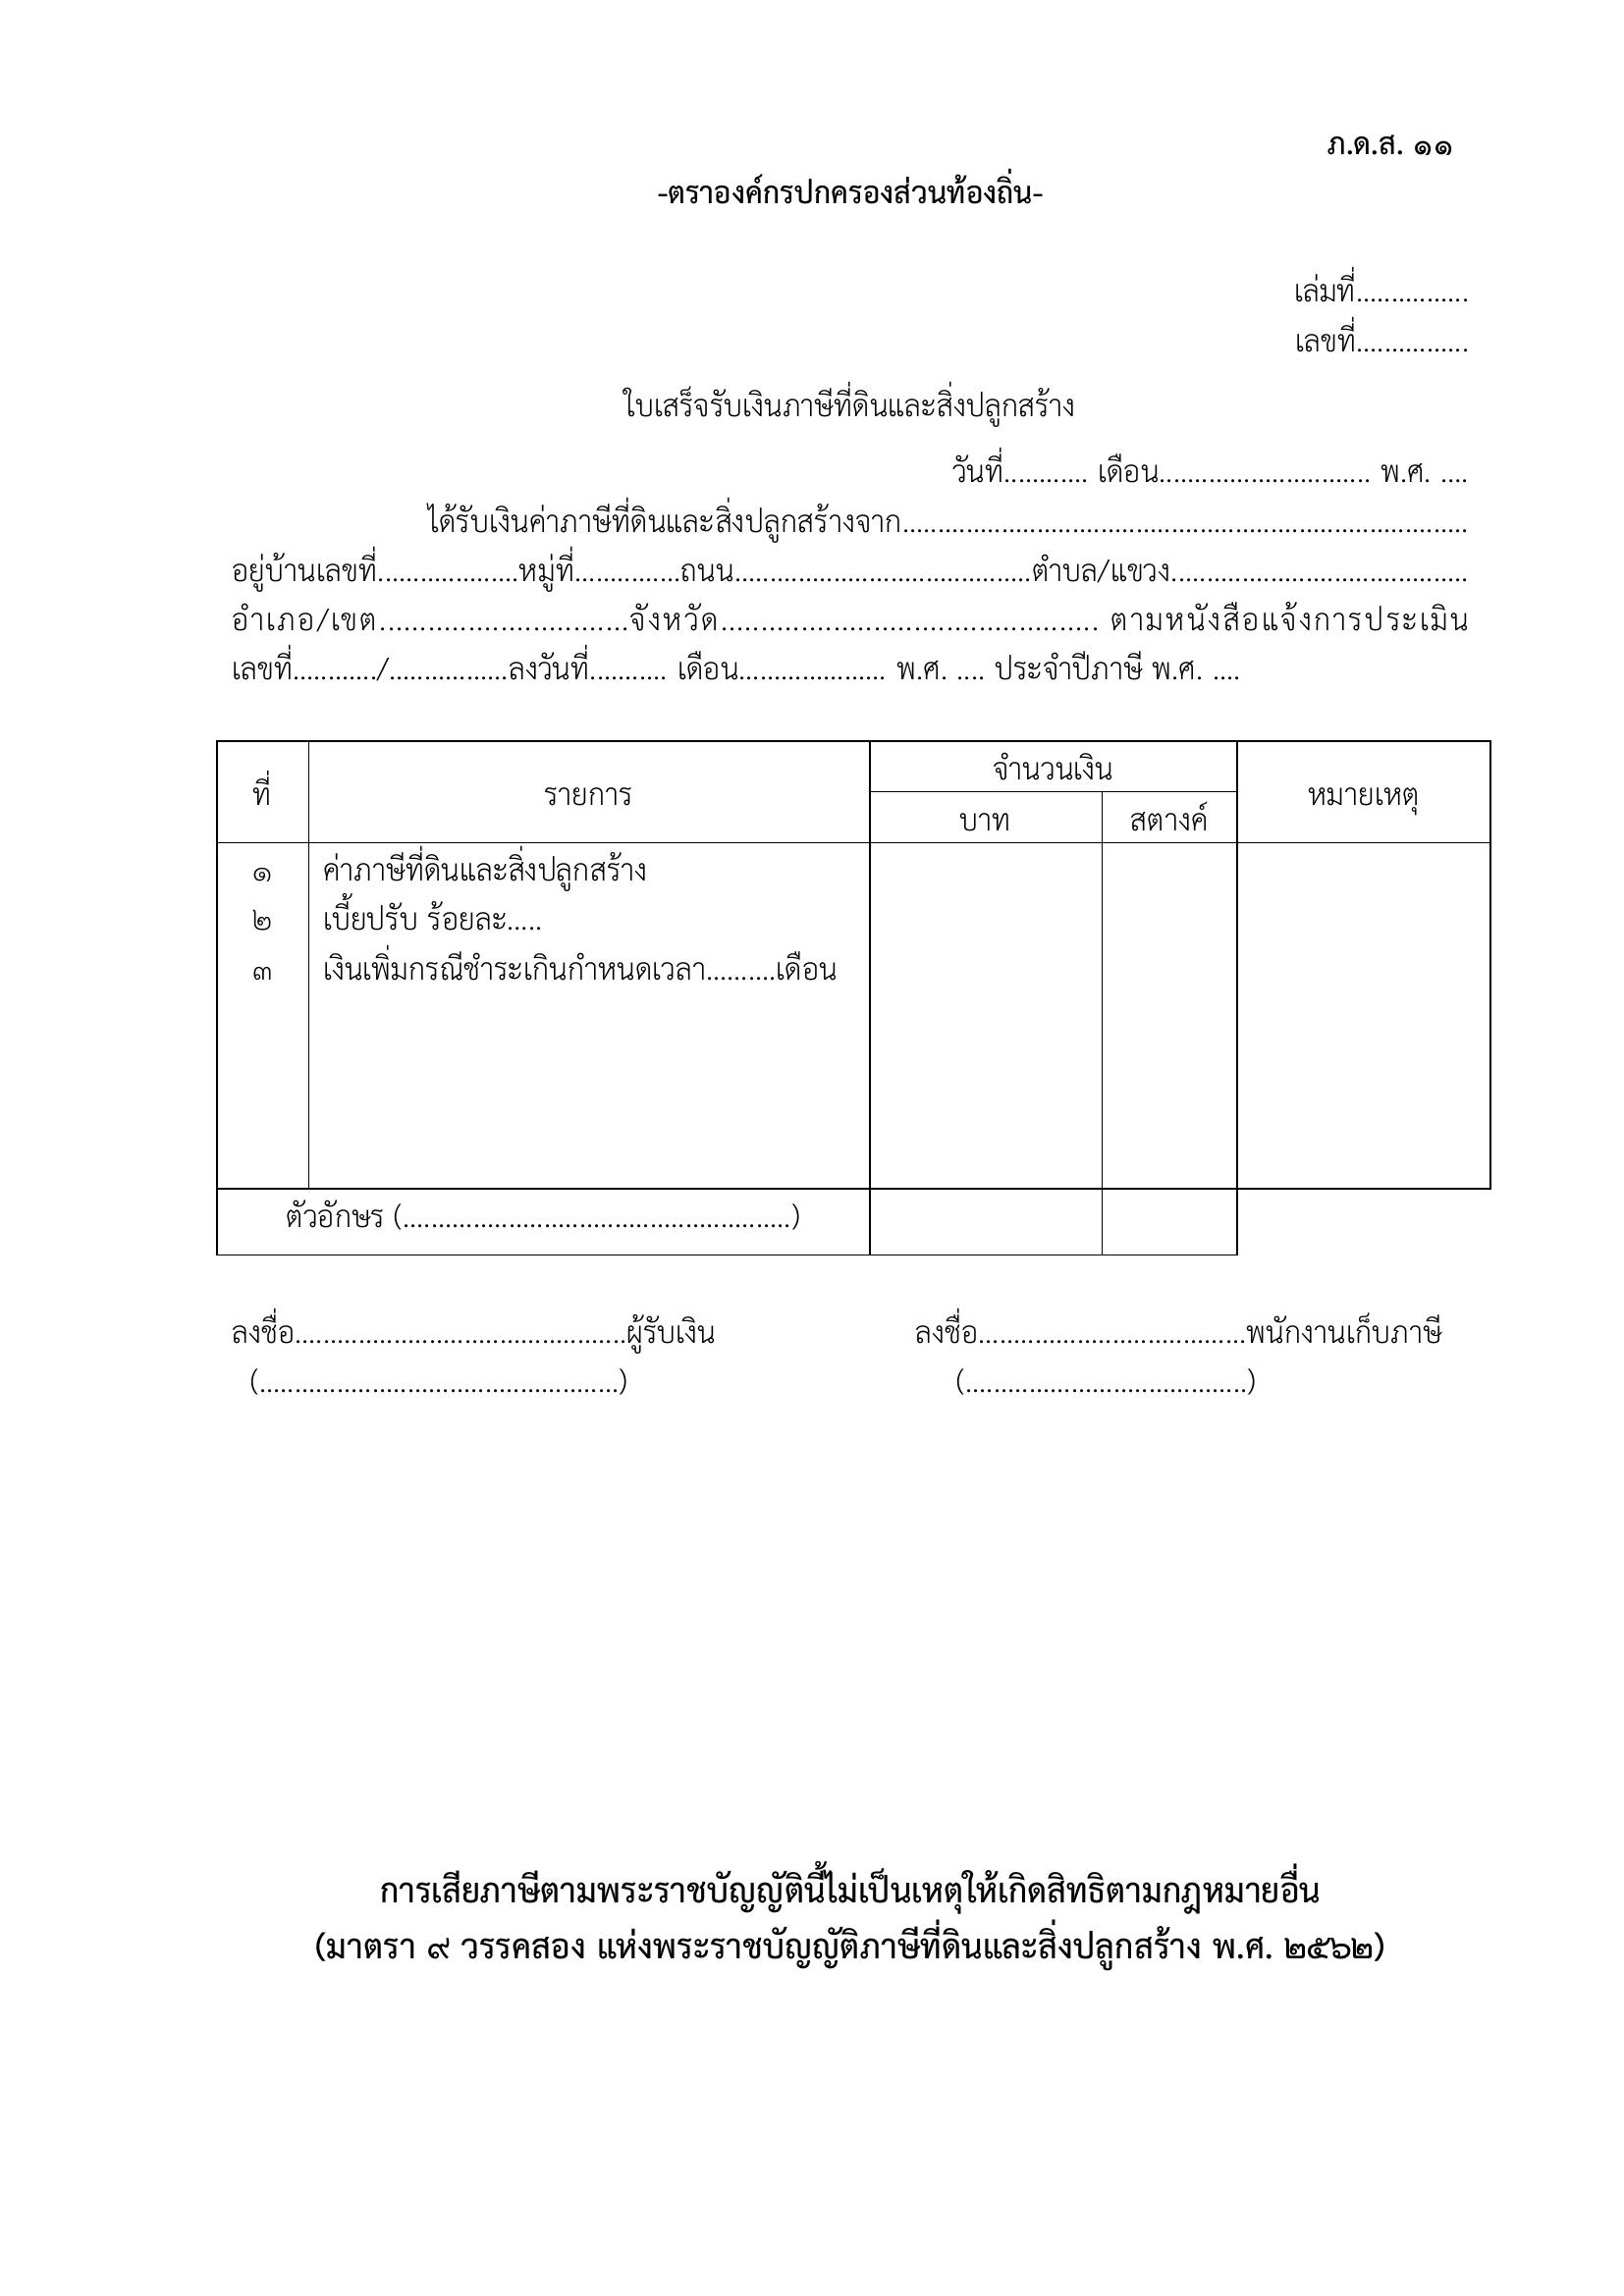 ภ.ด.ส. ๑๑
-ตราองค์กรปกครองส่วนท้องถิ่น-
เล่มที่................
เลขที่................
ใบเสร็จรับเงินภาษีที่ดินและสิ่งปลูกสร้าง
วันที่............ เดือน.............................. พ.ศ. ....
ได้รับเงินค่าภาษีที่ดินและสิ่งปลูกสร้างจาก................................................................................
อยู่บ้านเลขที่....................หมู่ที่...............ถนน..........................................ตำบล/แขวง..........................................
อำเภอ/เขต...............................จังหวัด............................................... ตามหนังสือแจ้งการประเมิน
เลขที่............/.................ลงวันที่........... เดือน..................... พ.ศ. .... ประจำปีภาษี พ.ศ. ....
ที่ รายการ จำนวนเงิน หมายเหตุ
บาท สตางค์
๑ ค่าภาษีที่ดินและสิ่งปลูกสร้าง
๒ เบี้ยปรับ ร้อยละ.....
๓ เงินเพิ่มกรณีชำระเกินกำหนดเวลา..........เดือน
ตัวอักษร (.......................................................)
ลงชื่อ...............................................ผู้รับเงิน ลงชื่อ......................................พนักงานเก็บภาษี
(...................................................) (........................................)
การเสียภาษีตามพระราชบัญญัตินี้ไม่เป็นเหตุให้เกิดสิทธิตามกฎหมายอื่น
(มาตรา ๙ วรรคสอง แห่งพระราชบัญญัติภาษีที่ดินและสิ่งปลูกสร้าง พ.ศ. ๒๕๖๒)